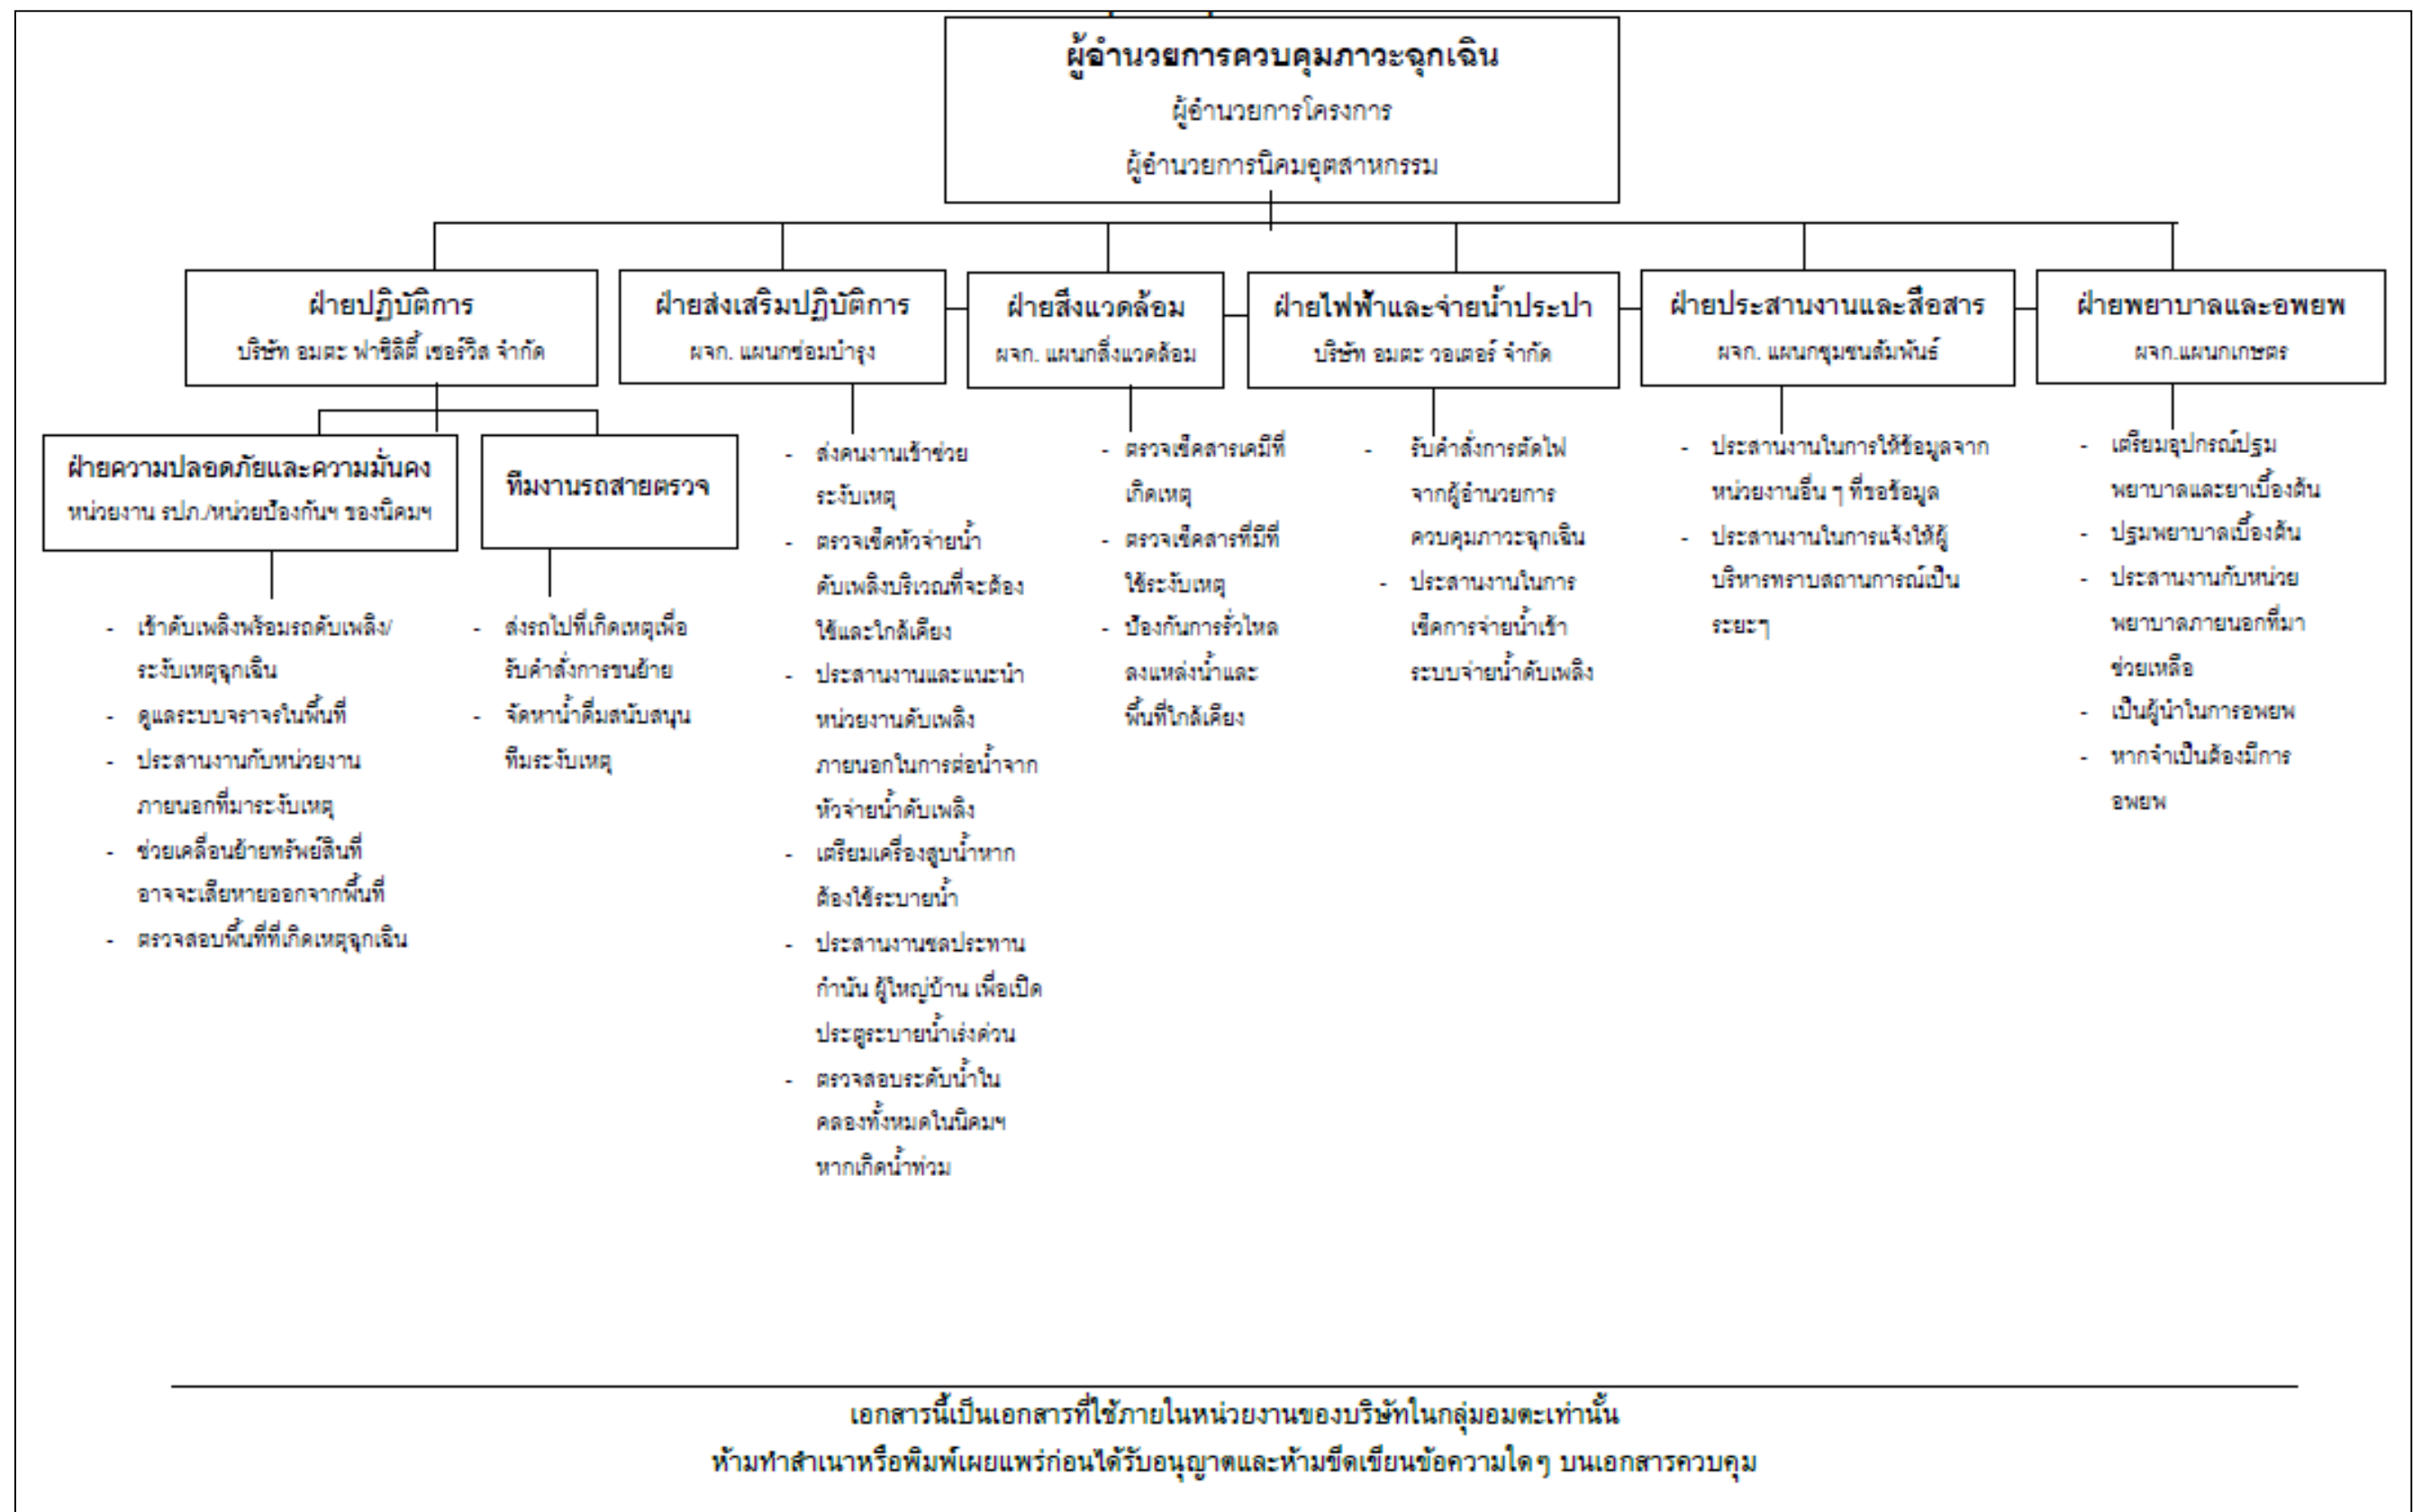 ผู้อำนวยการควบคุมภาวะฉุกเฉิน
ผู้อำนวยการโครงการ
ผู้อำนวยการนิคมอุตสาหกรรม
ฝ่ายปฏิบัติการ
บริษัท อมตะ ฟาซิลิตี้ เซอร์วิส จำกัด
ฝ่ายส่งเสริมปฏิบัติการ
ผจก. แผนกซ่อมบำรุง
ฝ่ายสิ่งแวดล้อม
ผจก. แผนกสิ่งแวดล้อม
ฝ่ายไฟฟ้าและจ่ายน้ำประปา
บริษัท อมตะ วอเตอร์ จำกัด
ฝ่ายประสานงานและสื่อสาร
ผจก. แผนกชุมชนสัมพันธ์
ฝ่ายพยาบาลและอพยพ
ผจก.แผนกเกษตร
ฝ่ายความปลอดภัยและความมั่นคง
หน่วยงาน รปภ./หน่วยป้องกันฯ ของนิคมฯ
ทีมงานรถสายตรวจ
- เข้าดับเพลิงพร้อมรถดับเพลิง/
ระงับเหตุฉุกเฉิน
- ดูแลระบบจราจรในพื้นที่
- ประสานงานกับหน่วยงาน
ภายนอกที่มาระงับเหตุ
- ช่วยเคลื่อนย้ายทรัพย์สินที่
อาจจะเสียหายออกจากพื้นที่
- ตรวจสอบพื้นที่ที่เกิดเหตุฉุกเฉิน
- ส่งรถไปที่เกิดเหตุเพื่อ
รับคำสั่งการขนย้าย
- จัดหาน้ำดื่มสนับสนุน
ทีมระงับเหตุ
- ส่งคนงานเข้าช่วย
ระงับเหตุ
- ตรวจเช็คหัวจ่ายน้ำ
ดับเพลิงบริเวณที่จะต้อง
ใช้และใกล้เคียง
- ประสานงานและแนะนำ
หน่วยงานดับเพลิง
ภายนอกในการต่อน้ำจาก
หัวจ่ายน้ำดับเพลิง
- เตรียมเครื่องสูบน้ำหาก
ต้องใช้ระบายน้ำ
- ประสานงานชลประทาน
กำนัน ผู้ใหญ่บ้าน เพื่อเปิด
ประตูระบายน้ำเร่งด่วน
- ตรวจสอบระดับน้ำใน
คลองทั้งหมดในนิคมฯ
หากเกิดน้ำท่วม
- ตรวจเช็คสารเคมีที่
เกิดเหตุ
- ตรวจเช็คสารที่มีที่
ใช้ระงับเหตุ
- ป้องกันการรั่วไหล
ลงแหล่งน้ำและ
พื้นที่ใกล้เคียง
- รับคำสั่งการตัดไฟ
จากผู้อำนวยการ
ควบคุมภาวะฉุกเฉิน
- ประสานงานในการ
เช็คการจ่ายน้ำเข้า
ระบบจ่ายน้ำดับเพลิง
- ประสานงานในการให้ข้อมูลจาก
หน่วยงานอื่น ๆ ที่ขอข้อมูล
- ประสานงานในการแจ้งให้ผู้
บริหารทราบสถานการณ์เป็น
ระยะๆ
- เตรียมอุปกรณ์ปฐม
พยาบาลและยาเบื้องต้น
- ปฐมพยาบาลเบื้องต้น
- ประสานงานกับหน่วย
พยาบาลภายนอกที่มา
ช่วยเหลือ
- เป็นผู้นำในการอพยพ
- หากจำเป็นต้องมีการ
อพยพ
เอกสารนี้เป็นเอกสารที่ใช้ภายในหน่วยงานของบริษัทในกลุ่มอมตะเท่านั้น
ห้ามทำสำเนาหรือพิมพ์เผยแพร่ก่อนได้รับอนุญาตและห้ามขีดเขียนข้อความใดๆ บนเอกสารควบคุม